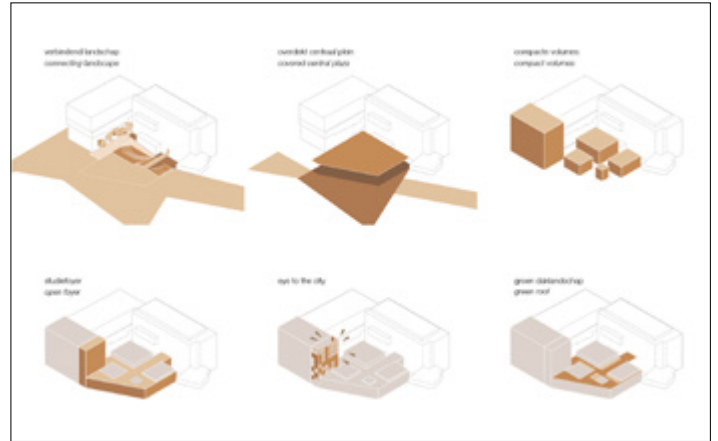 verbindend landschap
connecting landscape
overdekt centraal plein
covered central plaza
compacte volumes
compact volumes
studiefoyer
open foyer
eye to the city
groen daklandschap
green roof